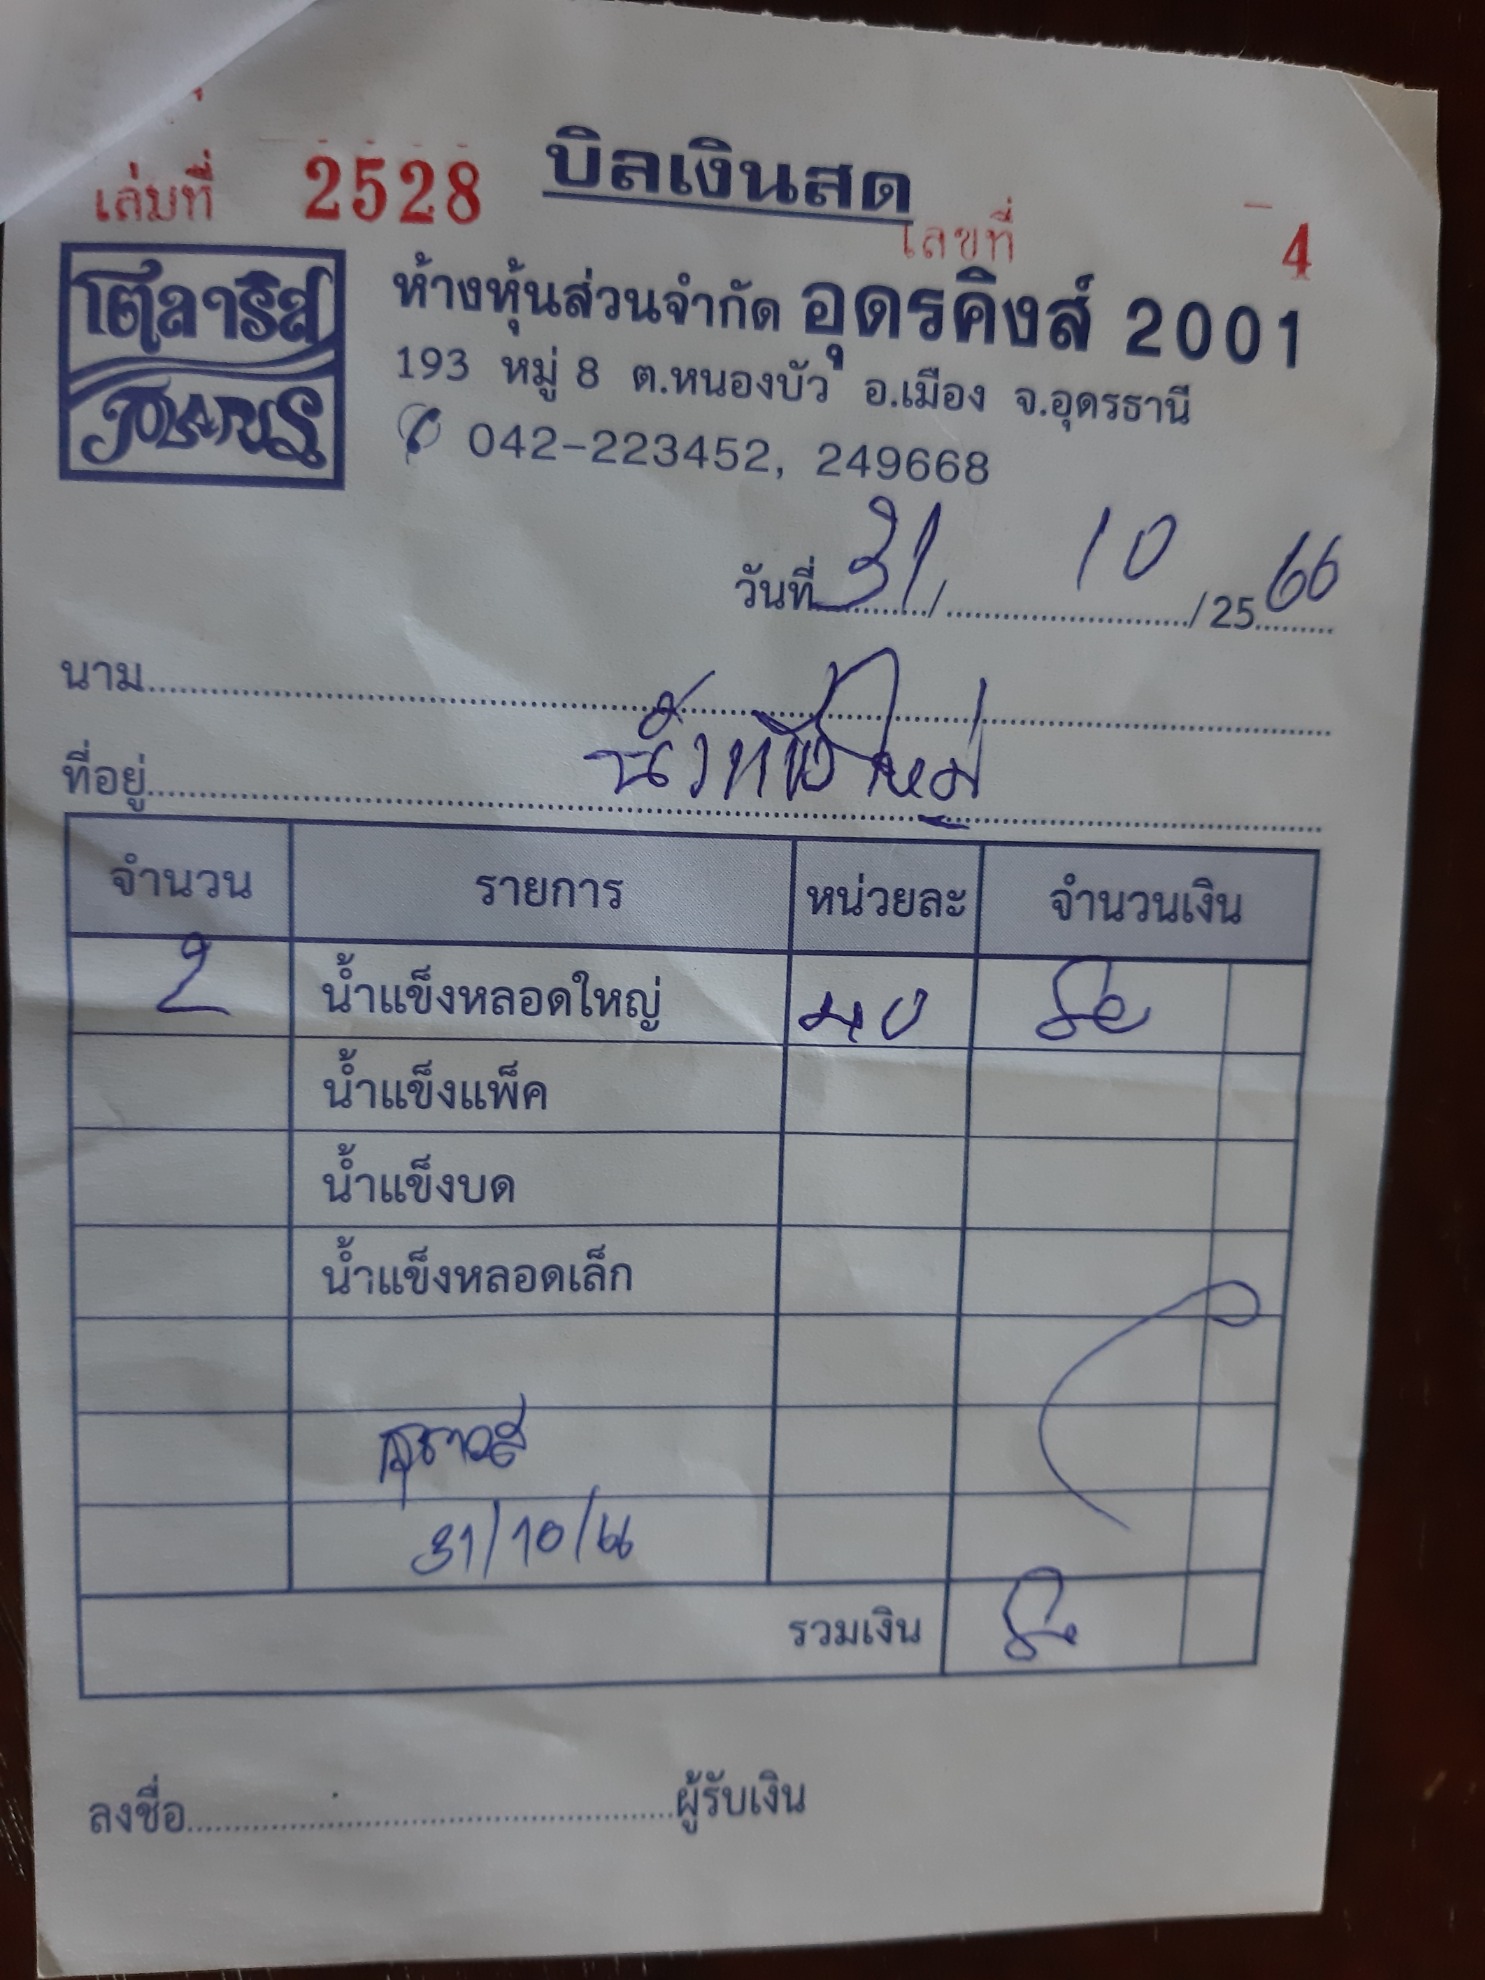 เล่มที่ 2528 บิลเงินสด เลขที่ 4
โตลาริส
ห้างหุ้นส่วนจำกัด อุดรคิงส์ 2001
193 หมู่ 8 ต.หนองบัว อ.เมือง จ.อุดรธานี
042-223452, 249668
วันที่ 31 / 10 / 25 66
นาม
ที่อยู่
จำนวน รายการ หน่วยละ จำนวนเงิน
2 น้ำแข็งหลอดใหญ่ 40 80
น้ำแข็งแพ็ค
น้ำแข็งบด
น้ำแข็งหลอดเล็ก
31/10/66
รวมเงิน 80
ลงชื่อ ผู้รับเงิน